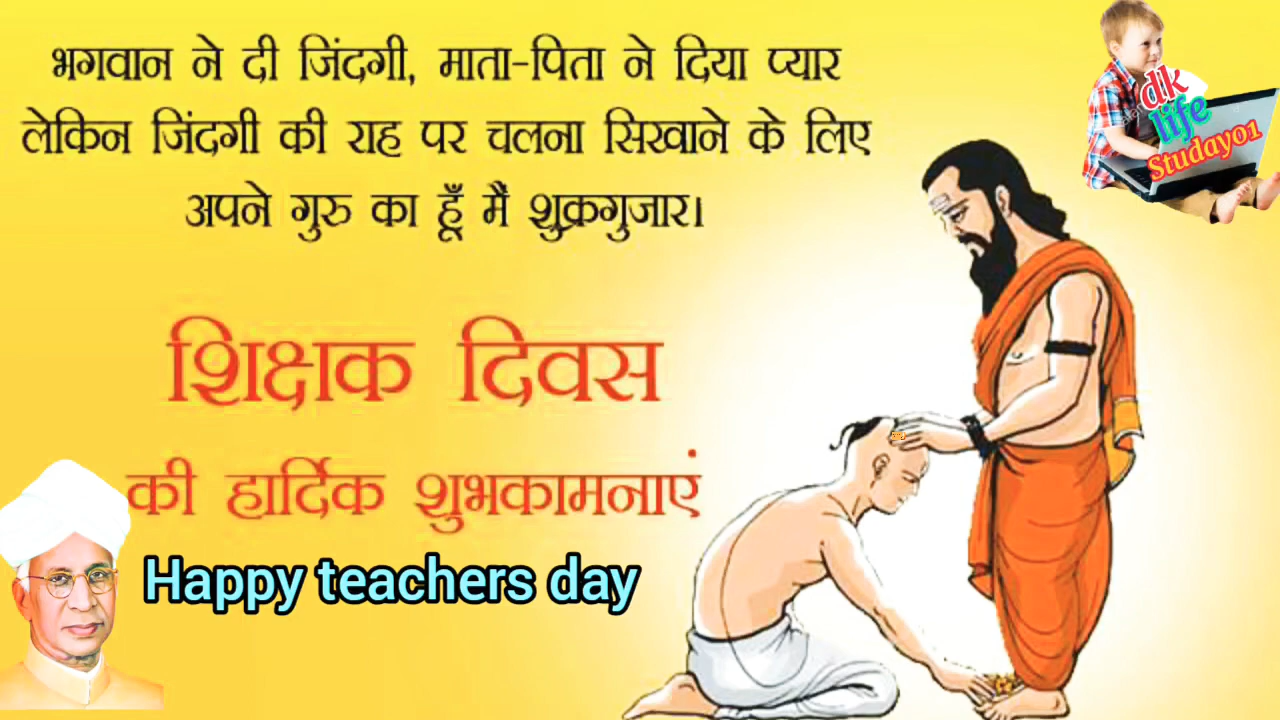 भगवान ने दी जिंदगी, माता-पिता ने दिया प्यार
लेकिन जिंदगी की राह पर चलना सिखाने के लिए
अपने गुरु का हूँ मैं शुक्रगुजार।
शिक्षक दिवस
की हार्दिक शुभकामनाएं
Happy teachers day
dk
life
Studay01